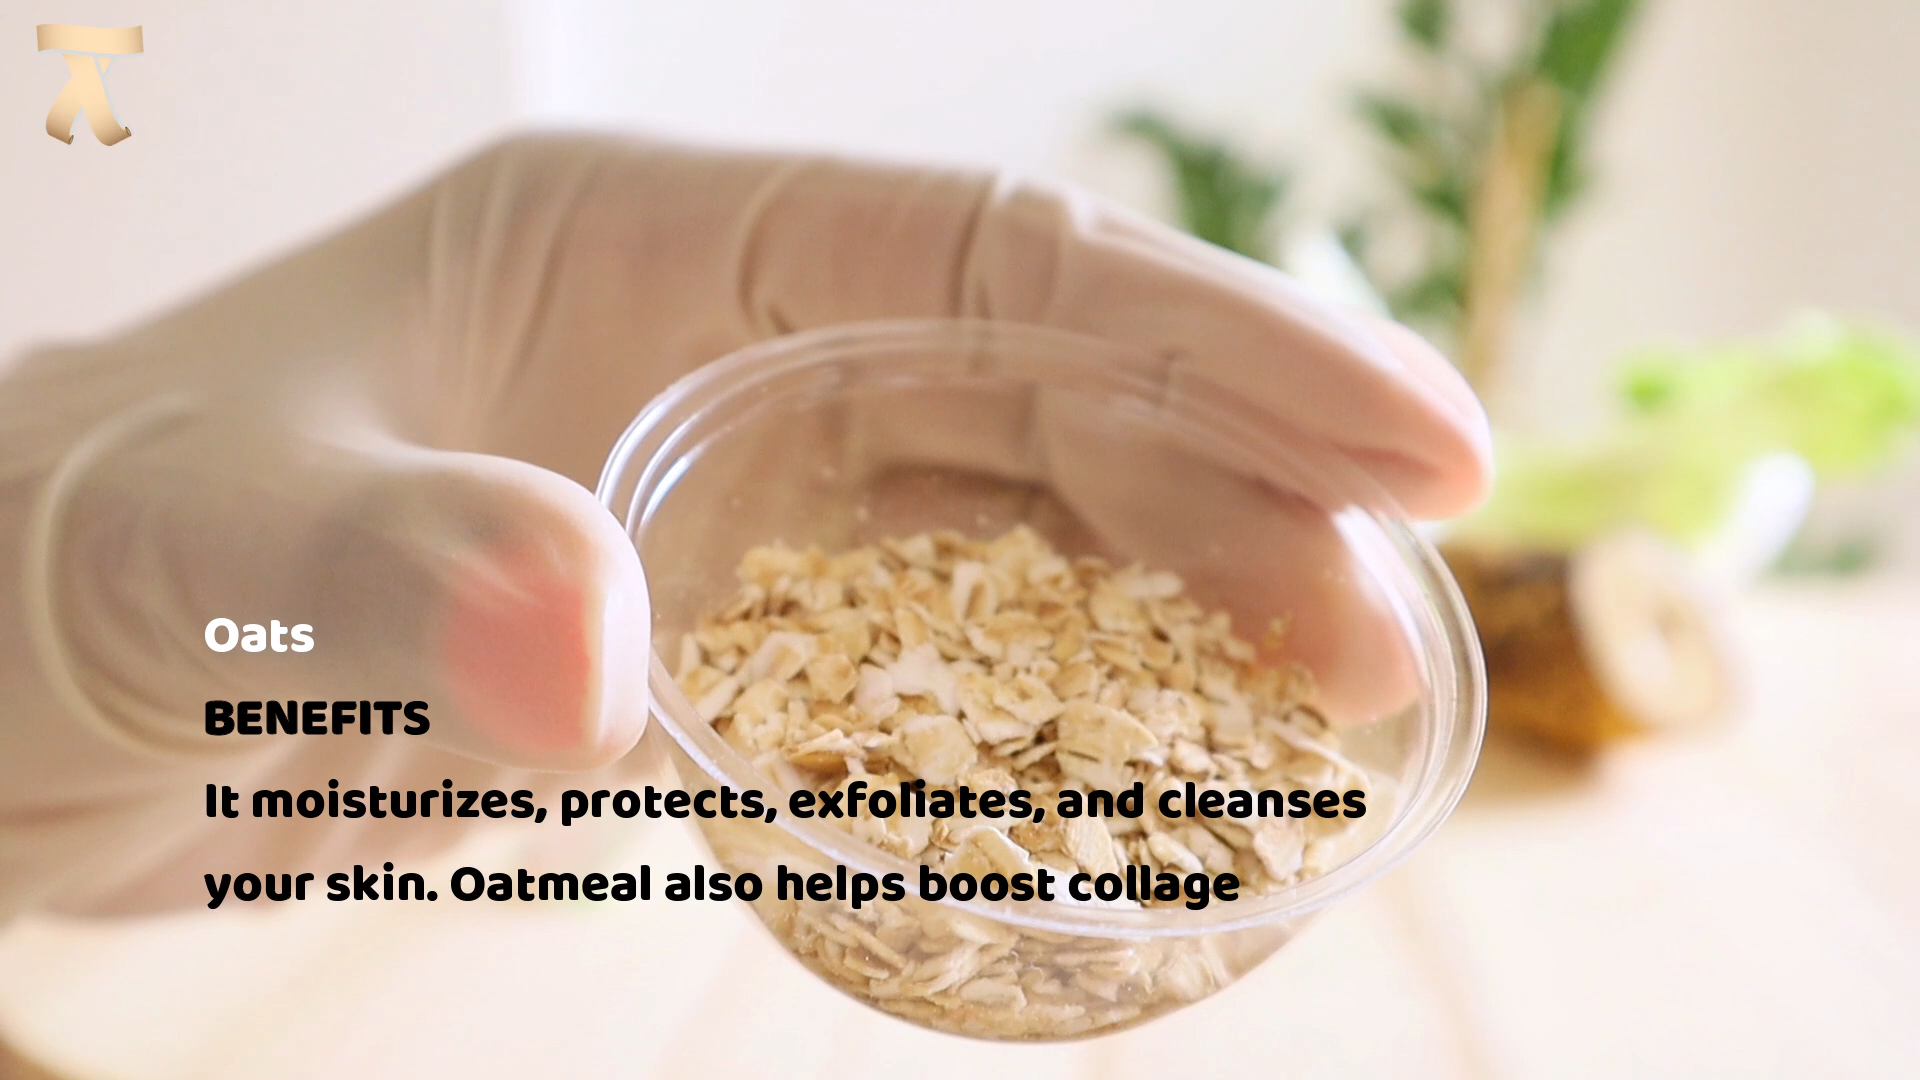 Oats
BENEFITS
It moisturizes, protects, exfoliates, and cleanses
your skin. Oatmeal also helps boost collage